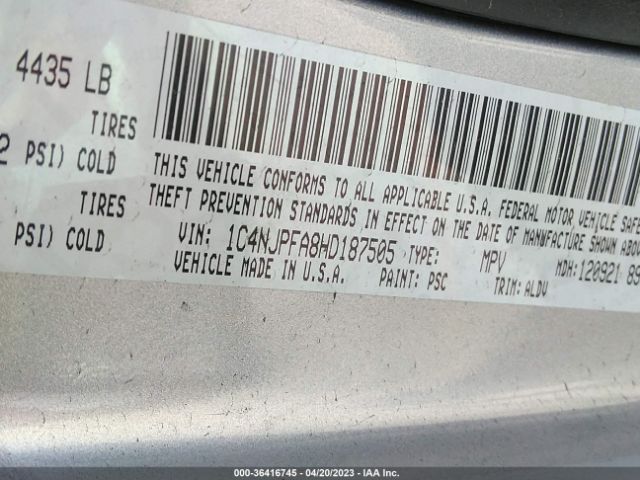 4435 LB
TIRES
PSI) COLD
TIRES
PSI) COLD
THIS VEHICLE CONFORMS TO ALL APPLICABLE U.S.A. FEDERAL MOTOR VEHICLE SAFE
THEFT PREVENTION STANDARDS IN EFFECT ON THE DATE OF MANUFACTURE SHOWN ABOV
VIN: 1C4NJPFA8HD187505 TYPE: MPV MDH:120921 89
VEHICLE MADE IN U.S.A. PAINT: PSC TRIM: ALDV
000-36416745 - 04/20/2023 - IAA Inc.